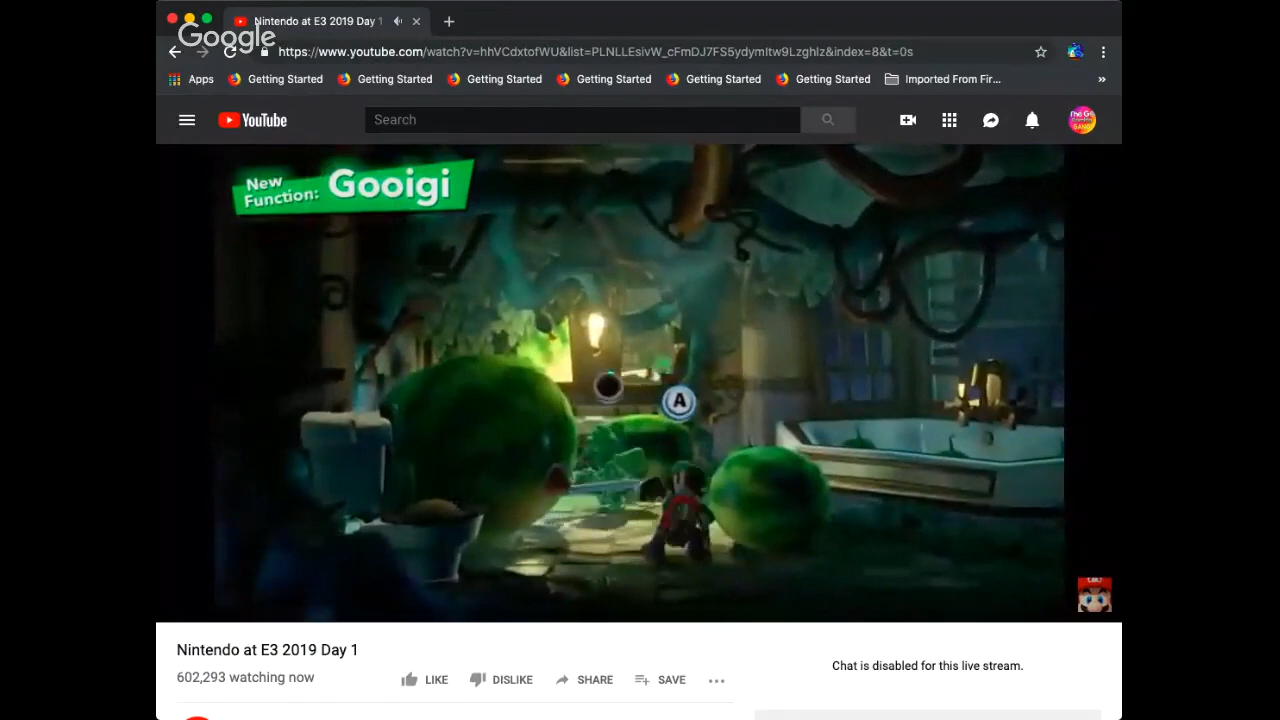 Nintendo at E3 2019 Day 1
Google
https://www.youtube.com/watch?v=hhVCdxtofWU&list=PLNLLEsivW_cFmDJ7FS5ydymItw9Lzghlz&index=8&t=0s
Apps Getting Started Getting Started Getting Started Getting Started Getting Started Getting Started Imported From Fir... »
YouTube Search
New Function: Gooigi
A
Nintendo at E3 2019 Day 1
602,293 watching now
LIKE DISLIKE SHARE SAVE ...
Chat is disabled for this live stream.